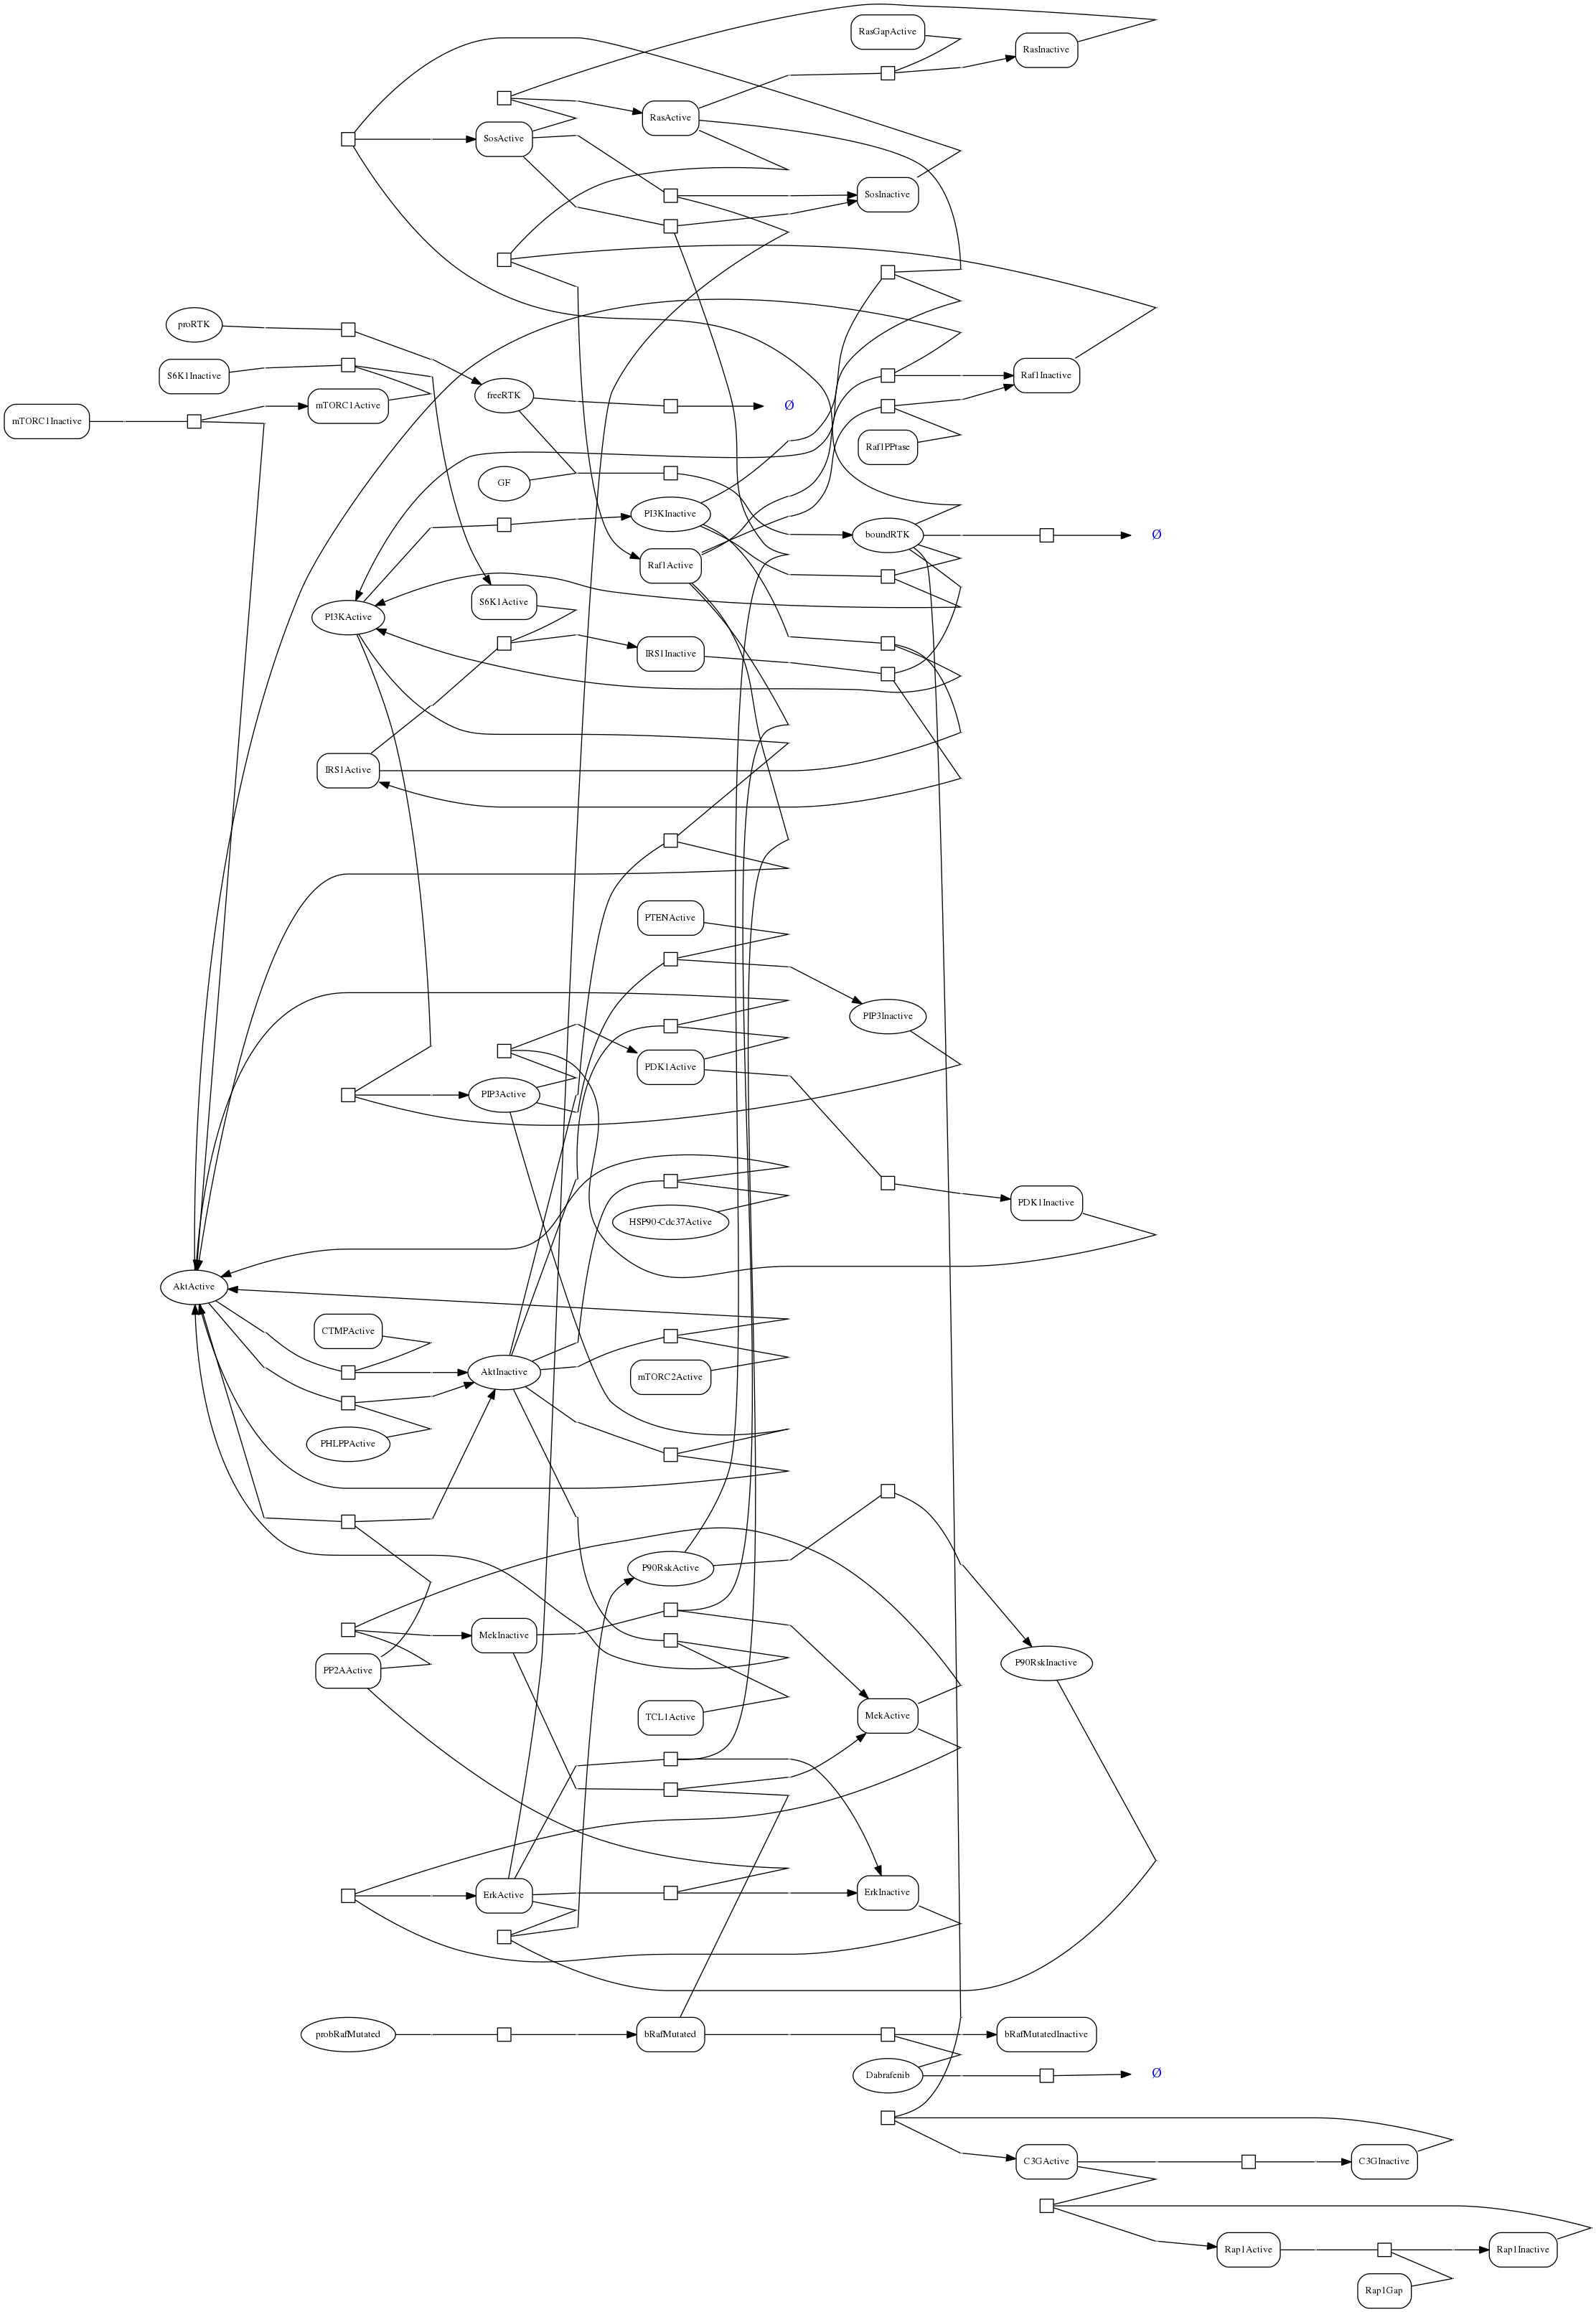 RasGapActive
RasInactive
RasActive
SosActive
SosInactive
proRTK
S6K1Inactive
Raf1Inactive
freeRTK
mTORC1Active
Ø
mTORC1Inactive
Raf1PPtase
GF
PI3KInactive
boundRTK
Ø
Raf1Active
S6K1Active
PI3KActive
IRS1Inactive
IRS1Active
PTENActive
PIP3Inactive
PDK1Active
PIP3Active
PDK1Inactive
HSP90-Cdc37Active
AktActive
CTMPActive
AktInactive
mTORC2Active
PHLPPActive
P90RskActive
MekInactive
P90RskInactive
PP2AActive
TCL1Active
MekActive
ErkActive
ErkInactive
probRafMutated
bRafMutated
bRafMutatedInactive
Dabrafenib
Ø
C3GActive
C3GInactive
Rap1Active
Rap1Inactive
Rap1Gap